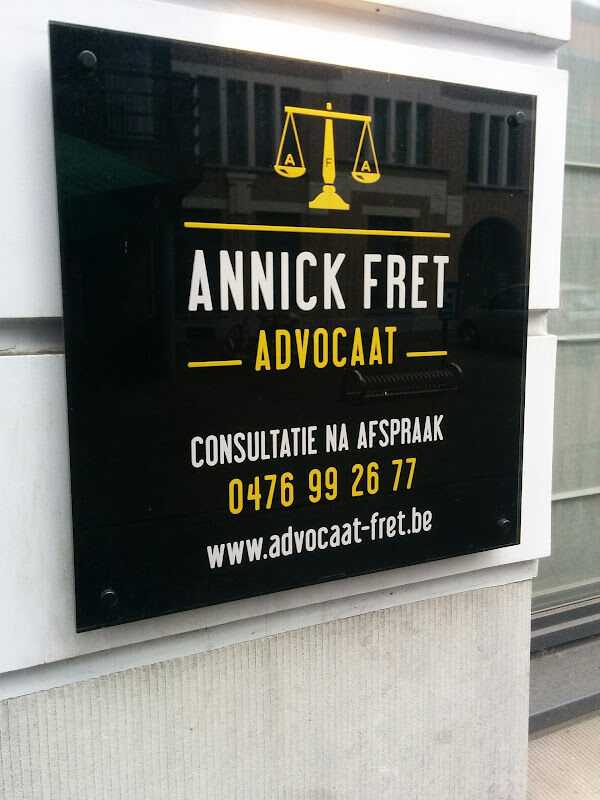 A F A
ANNICK FRET
ADVOCAAT
CONSULTATIE NA AFSPRAAK
0476 99 26 77
www.advocaat-fret.be